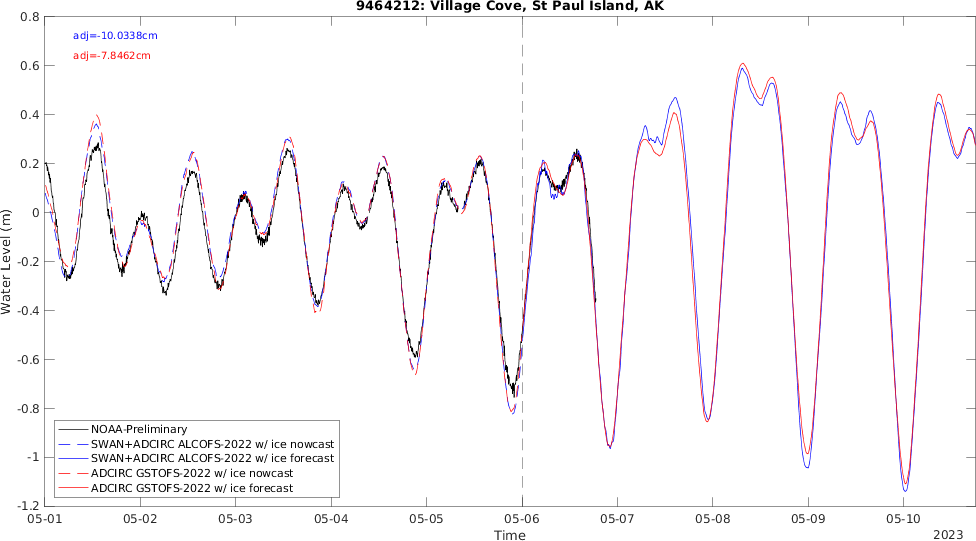 9464212: Village Cove, St Paul Island, AK
adj=-10.0338cm
adj=-7.8462cm
0.8
0.6
0.4
0.2
0
-0.2
-0.4
-0.6
-0.8
-1
-1.2
Water Level (m)
NOAA-Preliminary
SWAN+ADCIRC ALCOFS-2022 w/ ice nowcast
SWAN+ADCIRC ALCOFS-2022 w/ ice forecast
ADCIRC GSTOFS-2022 w/ ice nowcast
ADCIRC GSTOFS-2022 w/ ice forecast
05-01 05-02 05-03 05-04 05-05 05-06 05-07 05-08 05-09 05-10
Time
2023